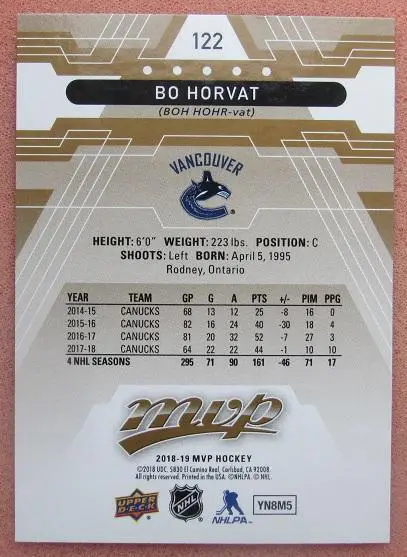 122
BO HORVAT
(BOH HOHR-vat)
VANCOUVER
HEIGHT: 6'0" WEIGHT: 223 lbs. POSITION: C
SHOOTS: Left BORN: April 5, 1995
Rodney, Ontario
YEAR TEAM GP G A PTS +/- PIM PPG
2014-15 CANUCKS 68 13 12 25 -8 16 0
2015-16 CANUCKS 82 16 24 40 -30 18 4
2016-17 CANUCKS 81 20 32 52 -7 27 3
2017-18 CANUCKS 64 22 22 44 -1 10 10
4 NHL SEASONS 295 71 90 161 -46 71 17
mvp
2018-19 MVP HOCKEY
©2018 UDC. 5830 El Camino Real, Carlsbad, CA 92008.
All rights reserved. Printed in the USA. ©NHLPA. © NHL.
UPPER DECK NHL NHLPA YN8M5